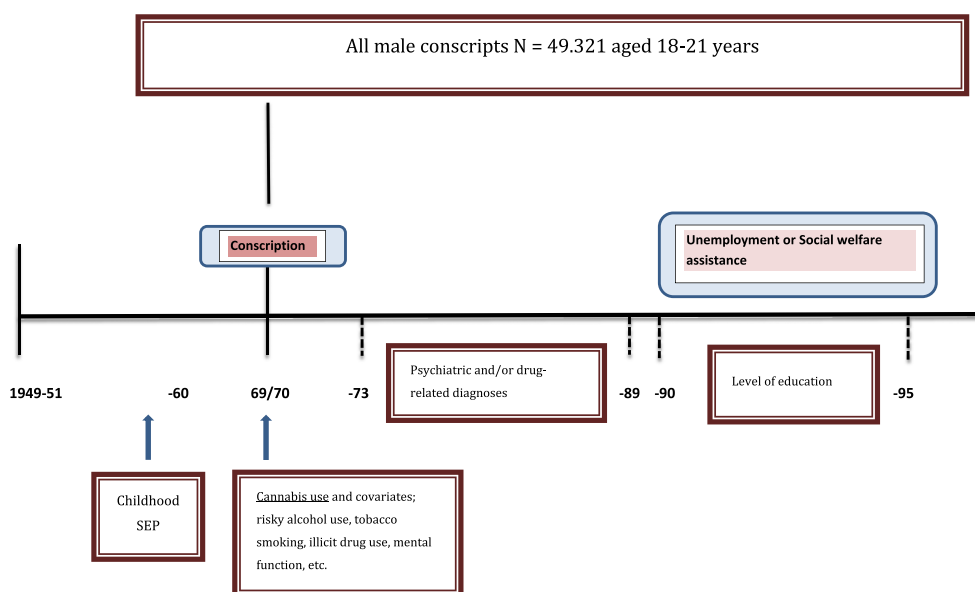 All male conscripts N = 49.321 aged 18-21 years
Conscription
Unemployment or Social welfare
assistance
Psychiatric and/or drug-
related diagnoses
Level of education
1949-51
-60
69/70
-73
-89
-90
-95
Childhood
SEP
Cannabis use and covariates;
risky alcohol use, tobacco
smoking, illicit drug use, mental
function, etc.